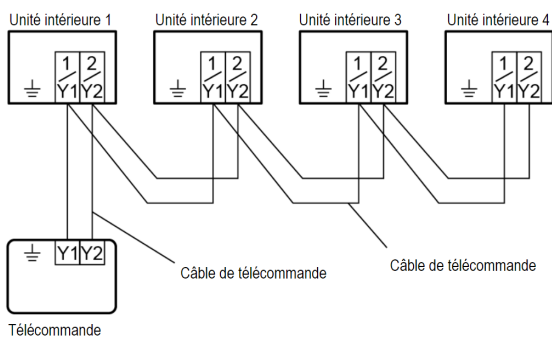 Unité intérieure 1 Unité intérieure 2 Unité intérieure 3 Unité intérieure 4
1 2 1 2 1 2 1 2
Y1 Y2 Y1 Y2 Y1 Y2 Y1 Y2
Y1 Y2
Câble de télécommande Câble de télécommande
Télécommande